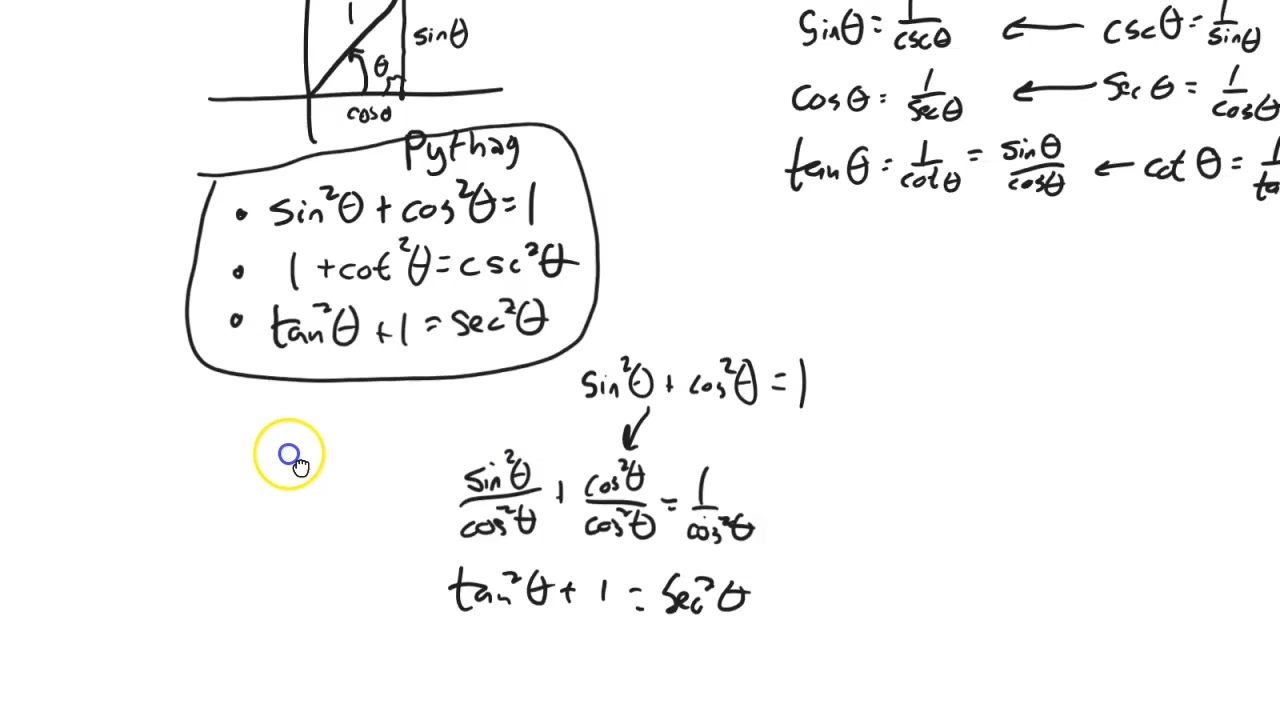 1
sinθ
θ
cosθ
Pythag
• sin²θ + cos²θ = 1
• 1 + cot²θ = csc²θ
• tan²θ + 1 = sec²θ
sin²θ + cos²θ = 1
sin²θ/cos²θ + cos²θ/cos²θ = 1/cos²θ
tan²θ + 1 = sec²θ
sinθ = 1/cscθ ← cscθ = 1/sinθ
cosθ = 1/secθ ← secθ = 1/cosθ
tanθ = 1/cotθ = sinθ/cosθ ← cotθ = 1/ta